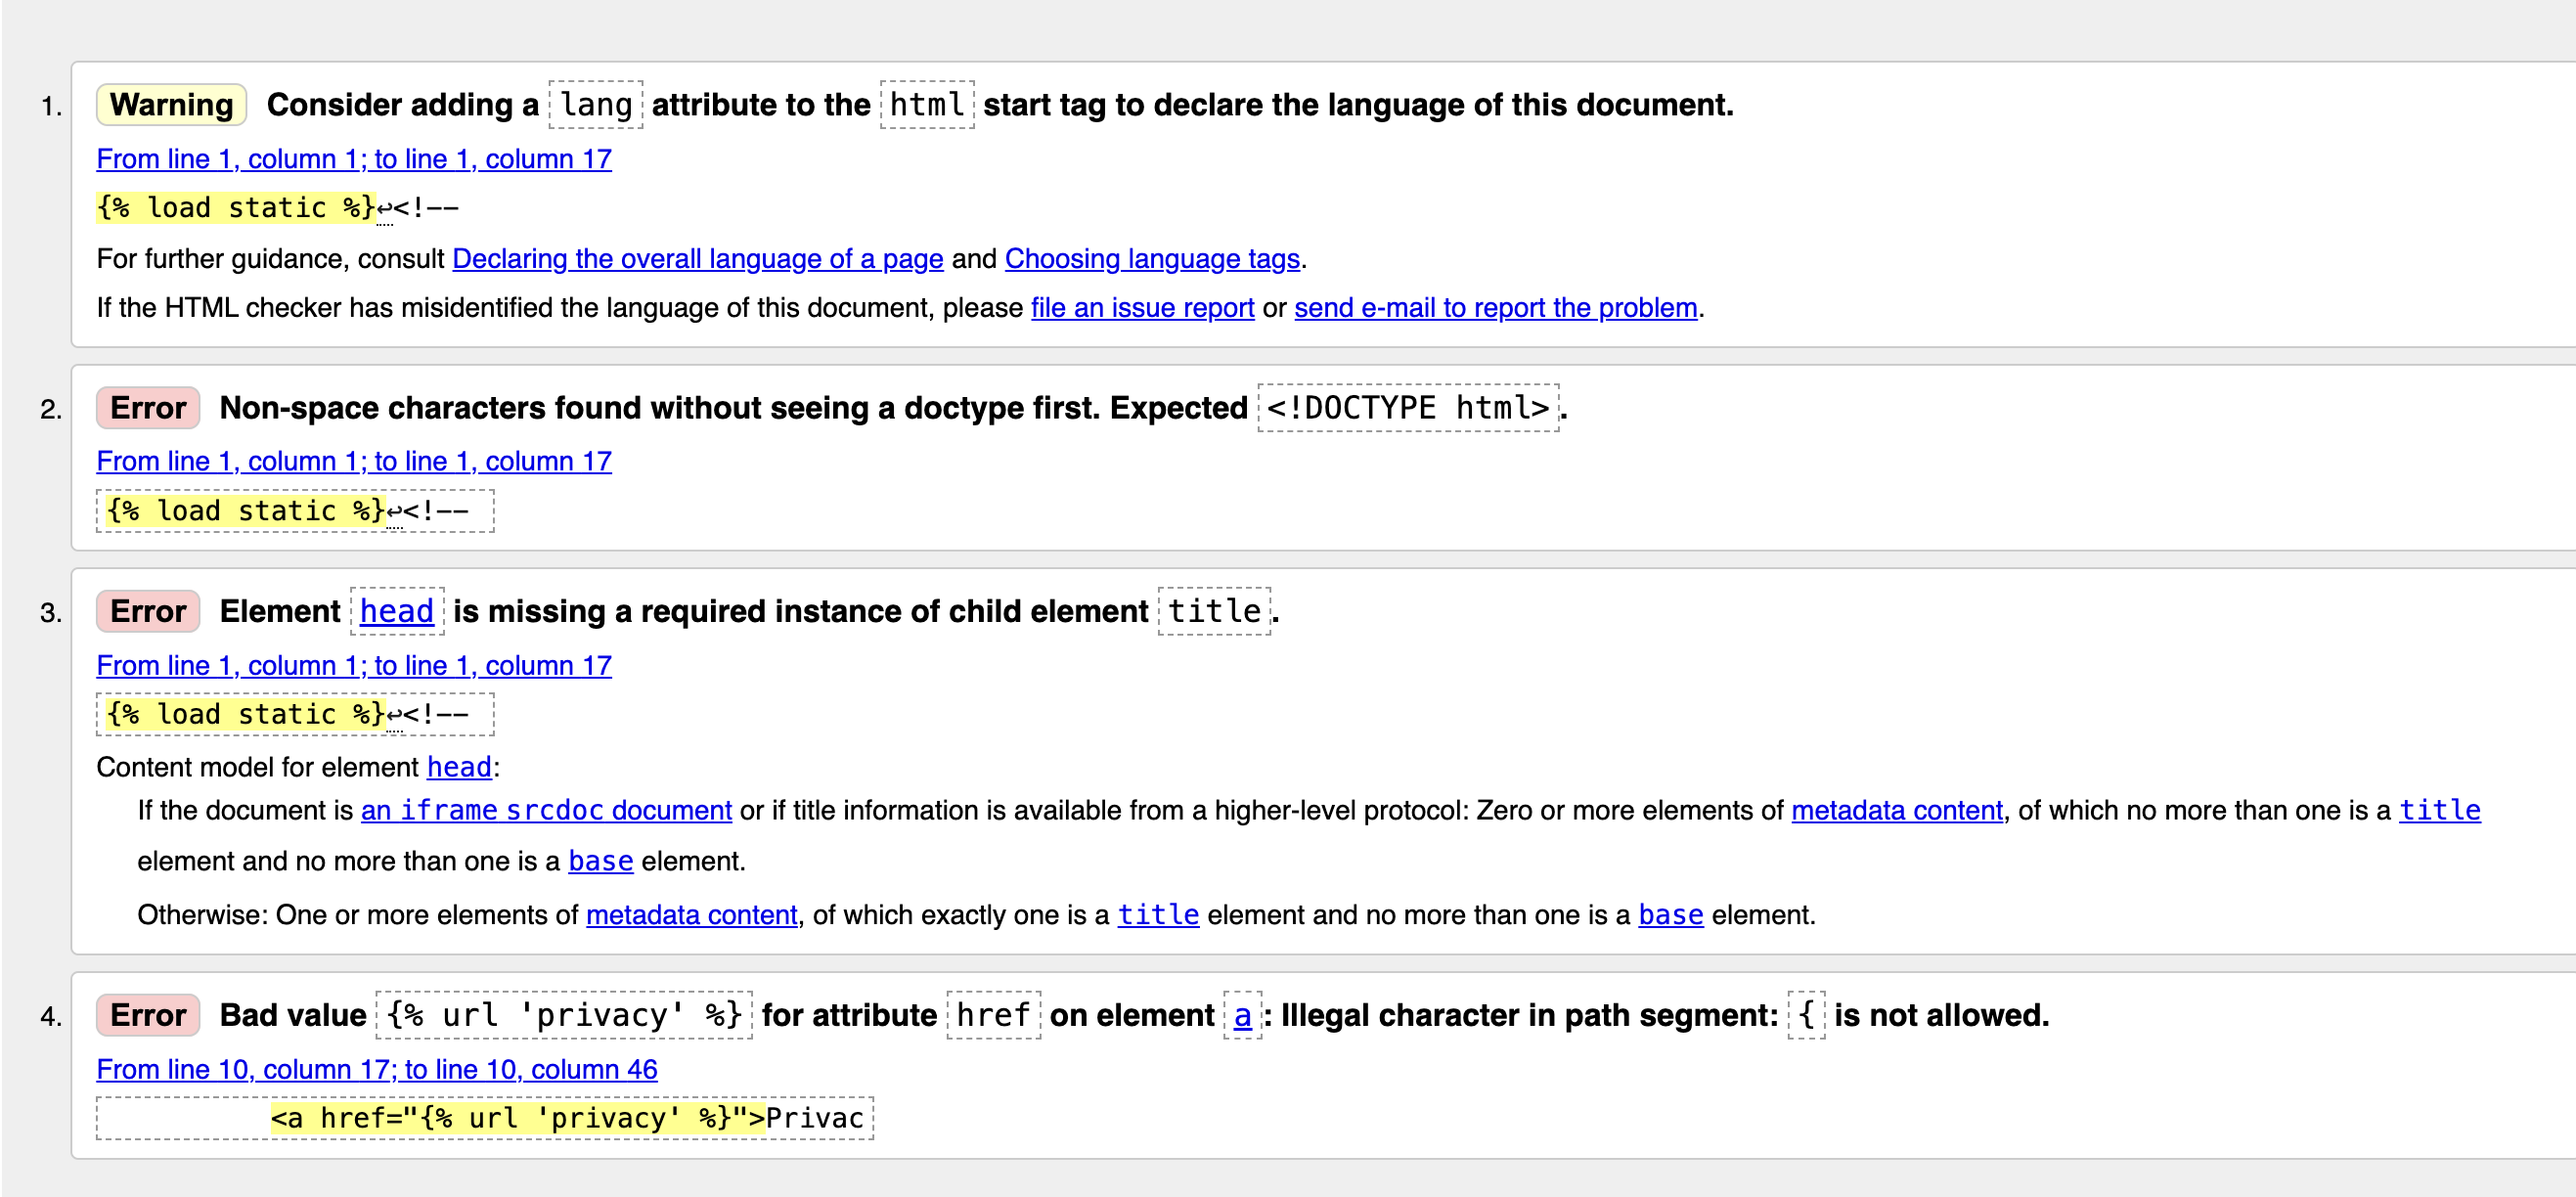 1. Warning Consider adding a lang attribute to the html start tag to declare the language of this document.
From line 1, column 1; to line 1, column 17
{% load static %}↩<!--
For further guidance, consult Declaring the overall language of a page and Choosing language tags.
If the HTML checker has misidentified the language of this document, please file an issue report or send e-mail to report the problem.
2. Error Non-space characters found without seeing a doctype first. Expected <!DOCTYPE html>.
From line 1, column 1; to line 1, column 17
{% load static %}↩<!--
3. Error Element head is missing a required instance of child element title.
From line 1, column 1; to line 1, column 17
{% load static %}↩<!--
Content model for element head:
If the document is an iframe srcdoc document or if title information is available from a higher-level protocol: Zero or more elements of metadata content, of which no more than one is a title
element and no more than one is a base element.
Otherwise: One or more elements of metadata content, of which exactly one is a title element and no more than one is a base element.
4. Error Bad value {% url 'privacy' %} for attribute href on element a: Illegal character in path segment: { is not allowed.
From line 10, column 17; to line 10, column 46
<a href="{% url 'privacy' %}">Privac